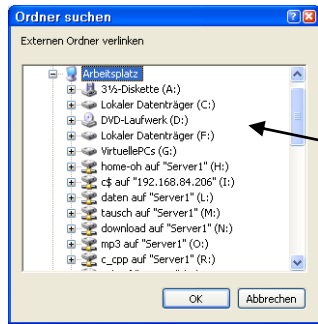 Ordner suchen
Externen Ordner verlinken
Arbeitsplatz
3½-Diskette (A:)
Lokaler Datenträger (C:)
DVD-Laufwerk (D:)
Lokaler Datenträger (F:)
VirtuellePCs (G:)
home-oh auf "Server1" (H:)
c$ auf "192.168.84.206" (I:)
daten auf "Server1" (L:)
tausch auf "Server1" (M:)
download auf "Server1" (N:)
mp3 auf "Server1" (O:)
c_cpp auf "Server1" (R:)
OK Abbrechen